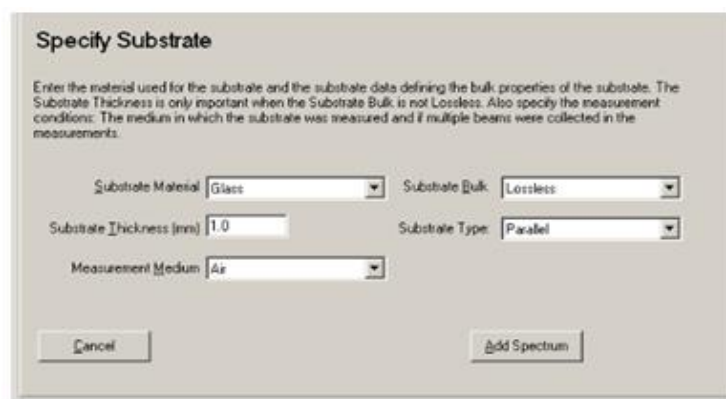 Specify Substrate
Enter the material used for the substrate and the substrate data defining the bulk properties of the substrate. The
Substrate Thickness is only important when the Substrate Bulk is not Lossless. Also specify the measurement
conditions: The medium in which the substrate was measured and if multiple beams were collected in the
measurements.
Substrate Material Glass Substrate Bulk Lossless
Substrate Thickness (mm) 1.0 Substrate Type: Parallel
Measurement Medium Air
Cancel Add Spectrum